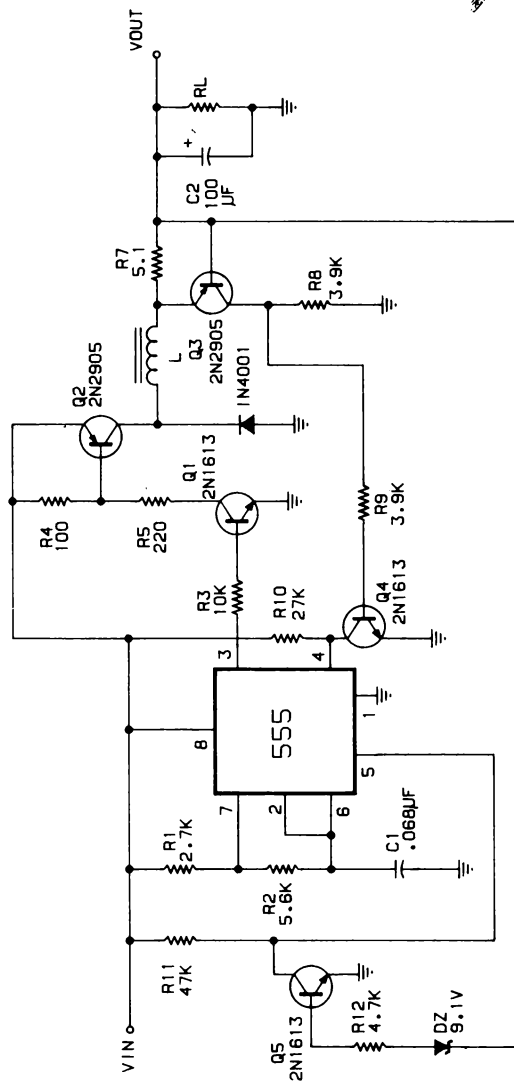 VIN
R11
47K
R1
2.7K
R2
5.6K
C1
.068µF
Q5
2N1613
R12
4.7K
DZ
9.1V
555
8
7
2
6
3
4
1
5
R3
10K
R10
27K
R4
100
R5
220
Q1
2N1613
Q2
2N2905
Q4
2N1613
R9
3.9K
1N4001
L
Q3
2N2905
R7
5.1
R8
3.9K
C2
100
µF
+
RL
VOUT